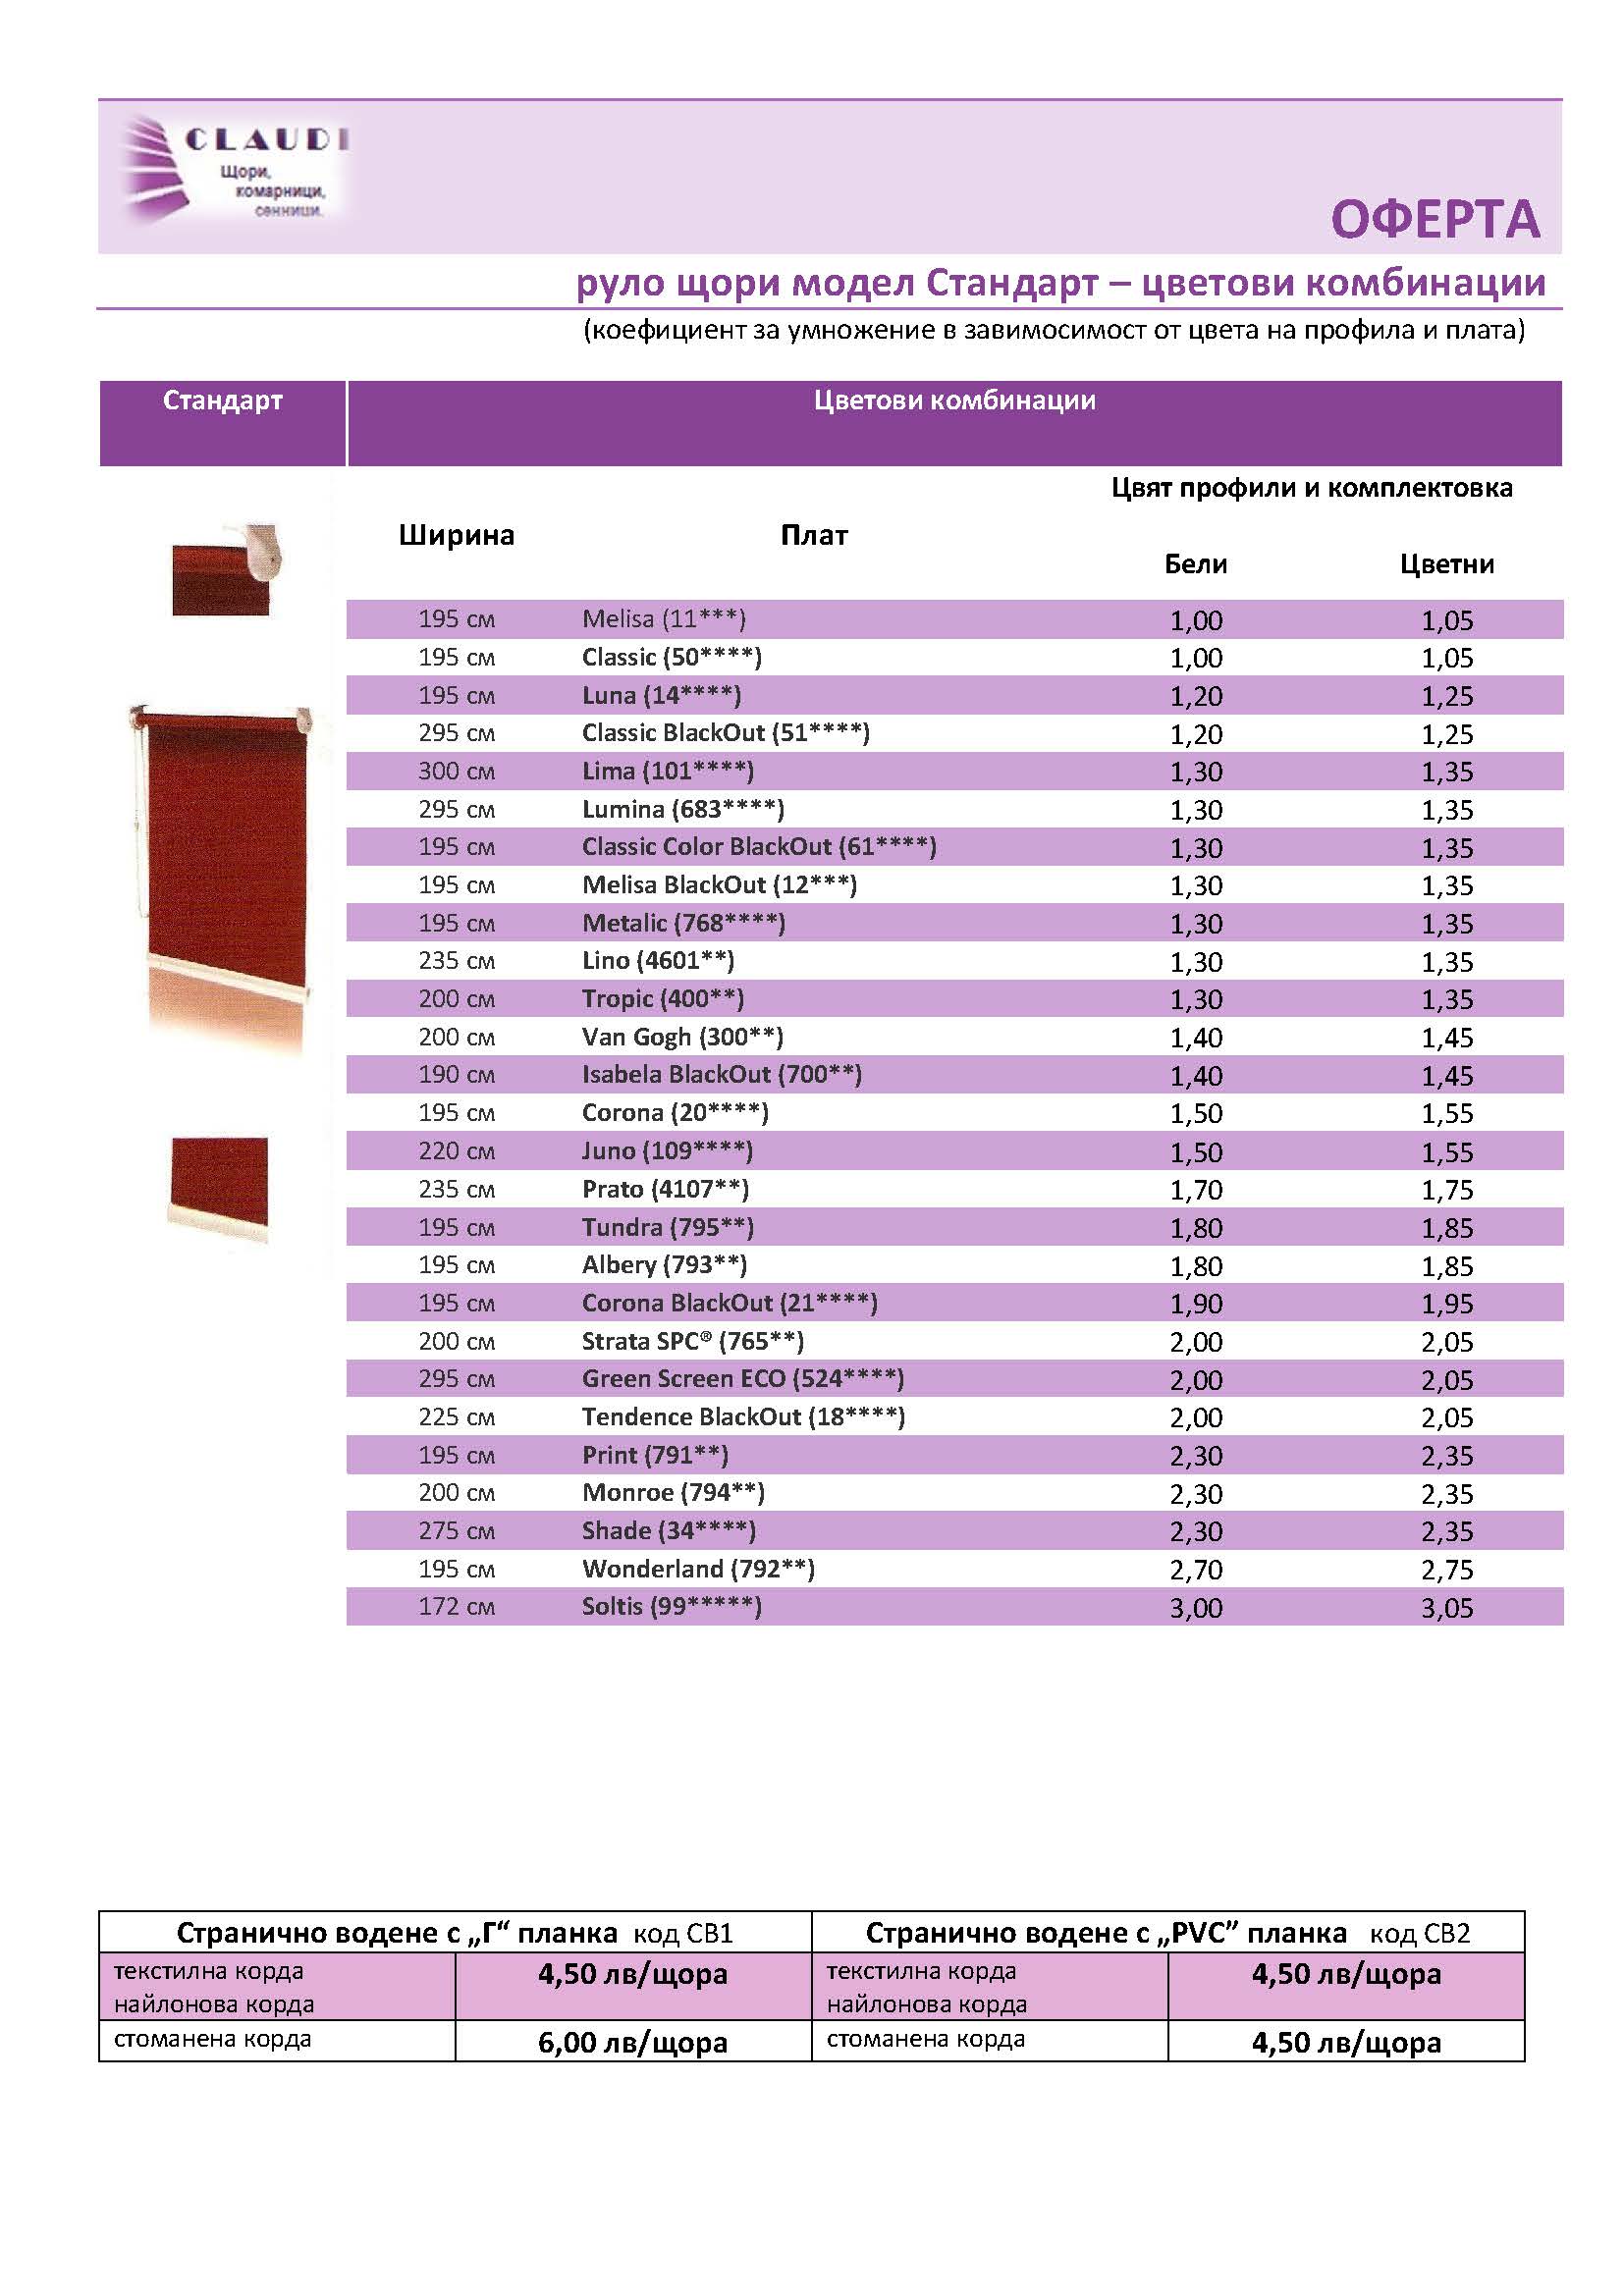 CLAUDI
Щори,
комарници,
сенници.
ОФЕРТА
руло щори модел Стандарт – цветови комбинации
(коефициент за умножение в завимосимост от цвета на профила и плата)
Стандарт Цветови комбинации
Цвят профили и комплектовка
Ширина Плат
Бели Цветни
195 см Melisa (11***) 1,00 1,05
195 см Classic (50****) 1,00 1,05
195 см Luna (14****) 1,20 1,25
295 см Classic BlackOut (51****) 1,20 1,25
300 см Lima (101****) 1,30 1,35
295 см Lumina (683****) 1,30 1,35
195 см Classic Color BlackOut (61****) 1,30 1,35
195 см Melisa BlackOut (12***) 1,30 1,35
195 см Metalic (768****) 1,30 1,35
235 см Lino (4601**) 1,30 1,35
200 см Tropic (400**) 1,30 1,35
200 см Van Gogh (300**) 1,40 1,45
190 см Isabela BlackOut (700**) 1,40 1,45
195 см Corona (20****) 1,50 1,55
220 см Juno (109****) 1,50 1,55
235 см Prato (4107**) 1,70 1,75
195 см Tundra (795**) 1,80 1,85
195 см Albery (793**) 1,80 1,85
195 см Corona BlackOut (21****) 1,90 1,95
200 см Strata SPC® (765**) 2,00 2,05
295 см Green Screen ECO (524****) 2,00 2,05
225 см Tendence BlackOut (18****) 2,00 2,05
195 см Print (791**) 2,30 2,35
200 см Monroe (794**) 2,30 2,35
275 см Shade (34****) 2,30 2,35
195 см Wonderland (792**) 2,70 2,75
172 см Soltis (99*****) 3,00 3,05
Странично водене с „Г“ планка код СВ1 Странично водене с „PVC” планка код СВ2
текстилна корда 4,50 лв/щора текстилна корда 4,50 лв/щора
найлонова корда найлонова корда
стоманена корда 6,00 лв/щора стоманена корда 4,50 лв/щора